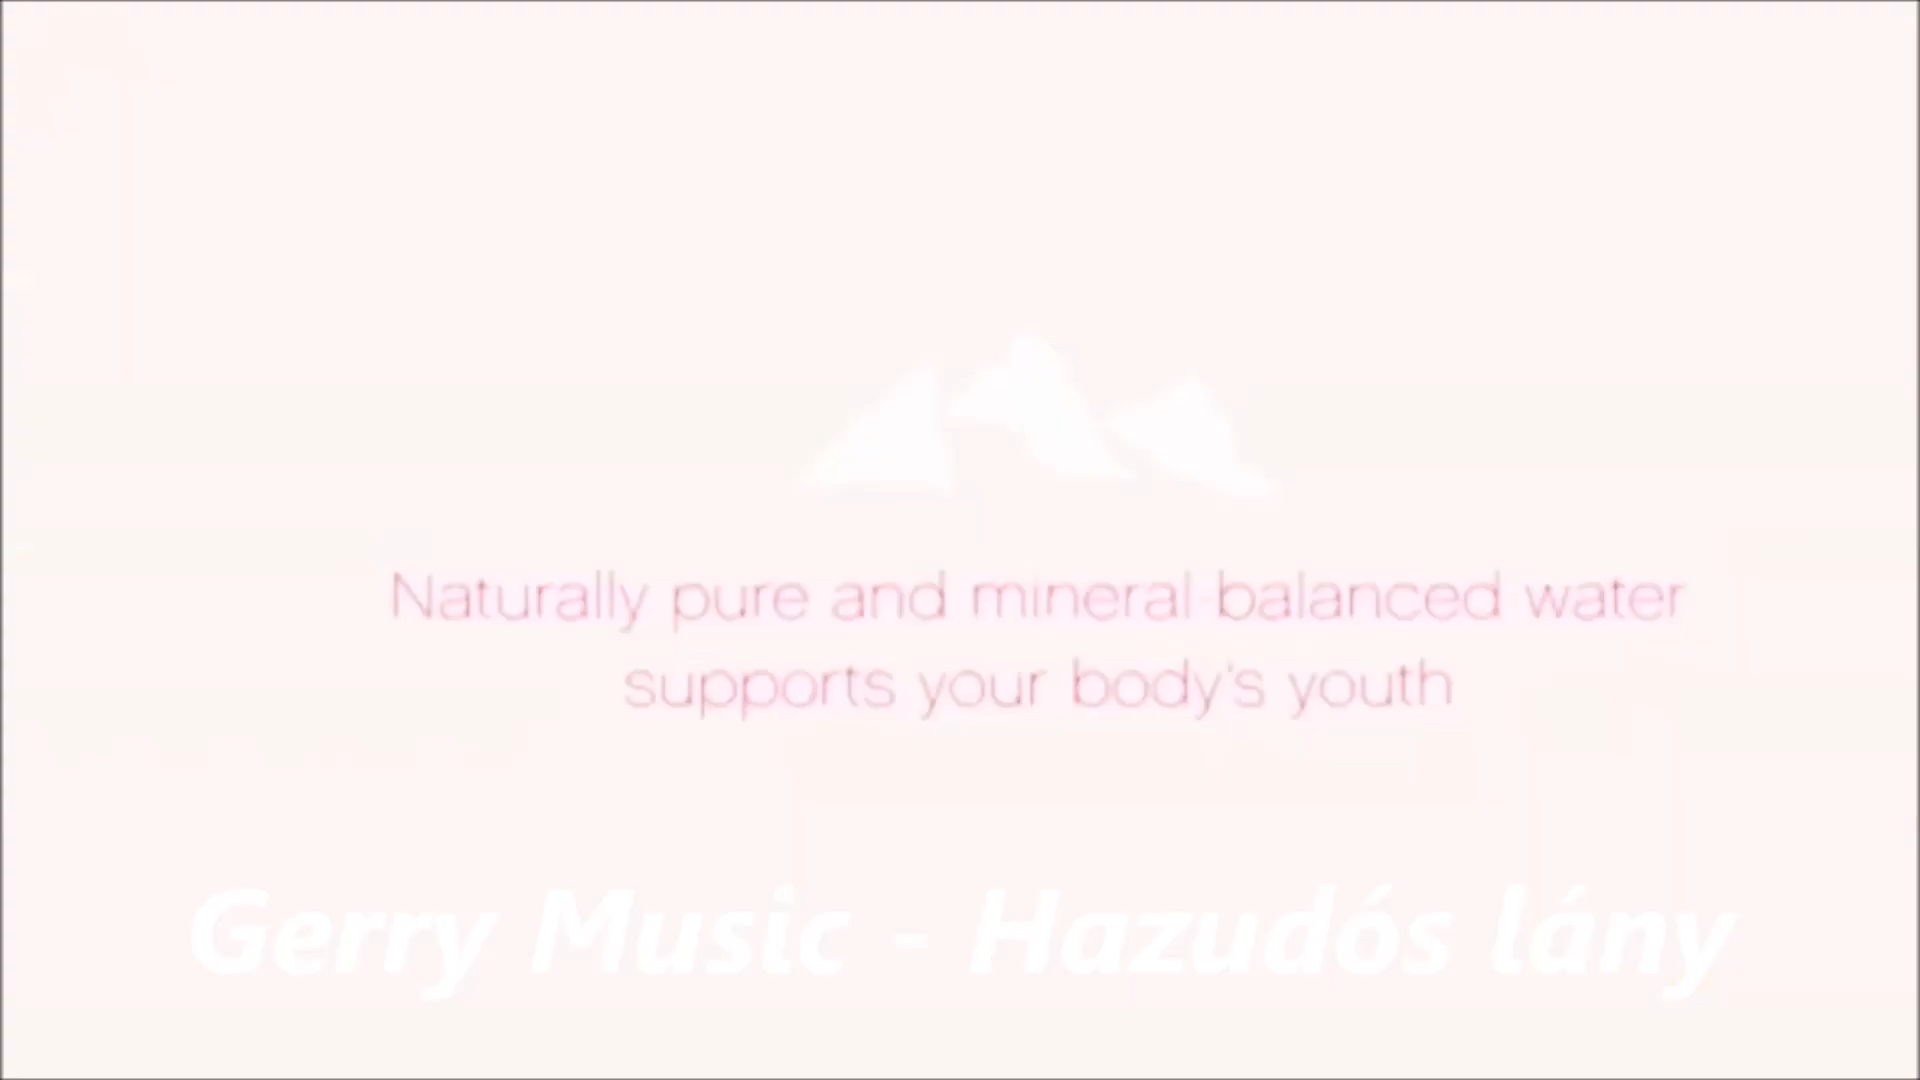 Naturally pure and mineral-balanced water
supports your body's youth
Gerry Music - Hazudós lány